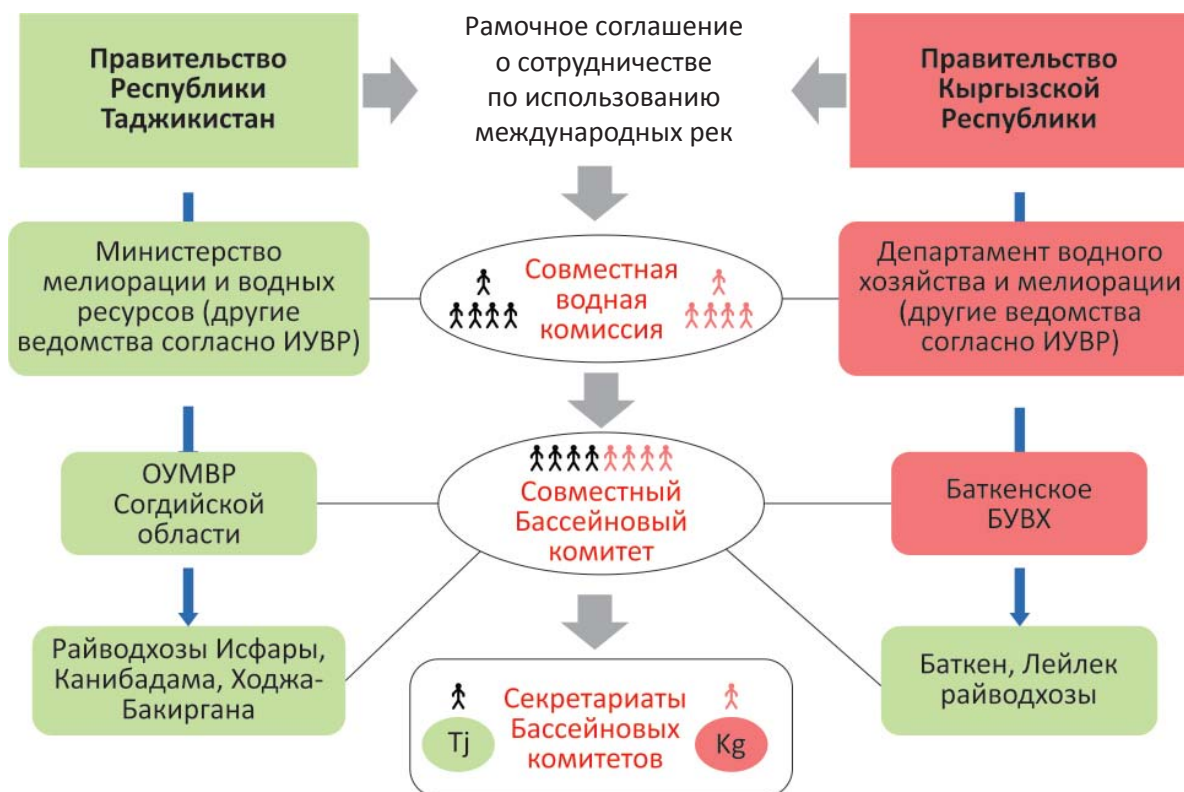 Правительство
Республики
Таджикистан
Рамочное соглашение
о сотрудничестве
по использованию
международных рек
Правительство
Кыргызской
Республики
Министерство
мелиорации и водных
ресурсов (другие
ведомства согласно ИУВР)
Совместная
водная
комиссия
Департамент водного
хозяйства и мелиорации
(другие ведомства
согласно ИУВР)
ОУМВР
Согдийской
области
Совместный
Бассейновый
комитет
Баткенское
БУВХ
Райводхозы Исфары,
Канибадама, Ходжа-
Бакиргана
Tj
Секретариаты
Бассейновых
комитетов
Kg
Баткен, Лейлек
райводхозы